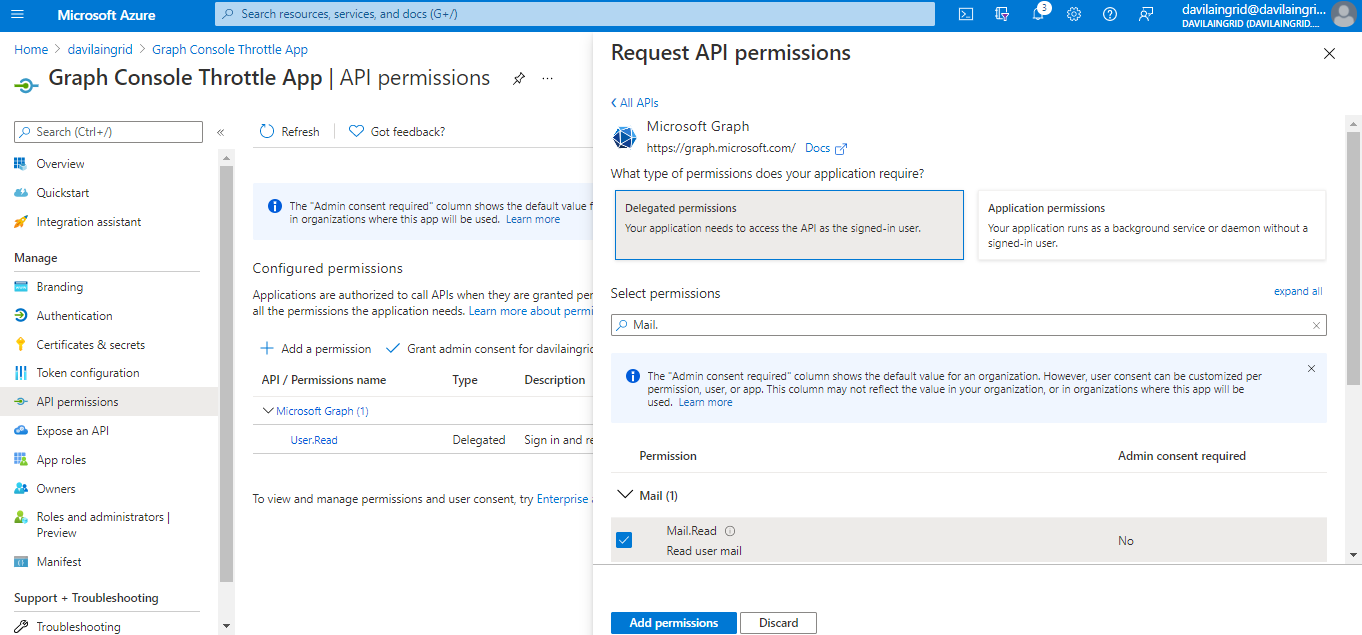 Microsoft Azure
Search resources, services, and docs (G+/)
3
davilaingrid@davilaingri...
DAVILAINGRID (DAVILAINGRID....
Home > davilaingrid > Graph Console Throttle App
Graph Console Throttle App | API permissions
Search (Ctrl+/)
«
Overview
Quickstart
Integration assistant
Manage
Branding
Authentication
Certificates & secrets
Token configuration
API permissions
Expose an API
App roles
Owners
Roles and administrators |
Preview
Manifest
Support + Troubleshooting
Troubleshooting
Refresh
Got feedback?
The "Admin consent required" column shows the default value f
in organizations where this app will be used. Learn more
Configured permissions
Applications are authorized to call APIs when they are granted per
all the permissions the application needs. Learn more about permi
Add a permission
Grant admin consent for davilaingrid
API / Permissions name Type Description
Microsoft Graph (1)
User.Read Delegated Sign in and re
To view and manage permissions and user consent, try Enterprise a
Request API permissions
All APIs
Microsoft Graph
https://graph.microsoft.com/ Docs
What type of permissions does your application require?
Delegated permissions
Your application needs to access the API as the signed-in user.
Application permissions
Your application runs as a background service or daemon without a
signed-in user.
Select permissions
expand all
Mail.
The "Admin consent required" column shows the default value for an organization. However, user consent can be customized per
permission, user, or app. This column may not reflect the value in your organization, or in organizations where this app will be
used. Learn more
Permission Admin consent required
Mail (1)
Mail.Read
Read user mail
No
Add permissions
Discard